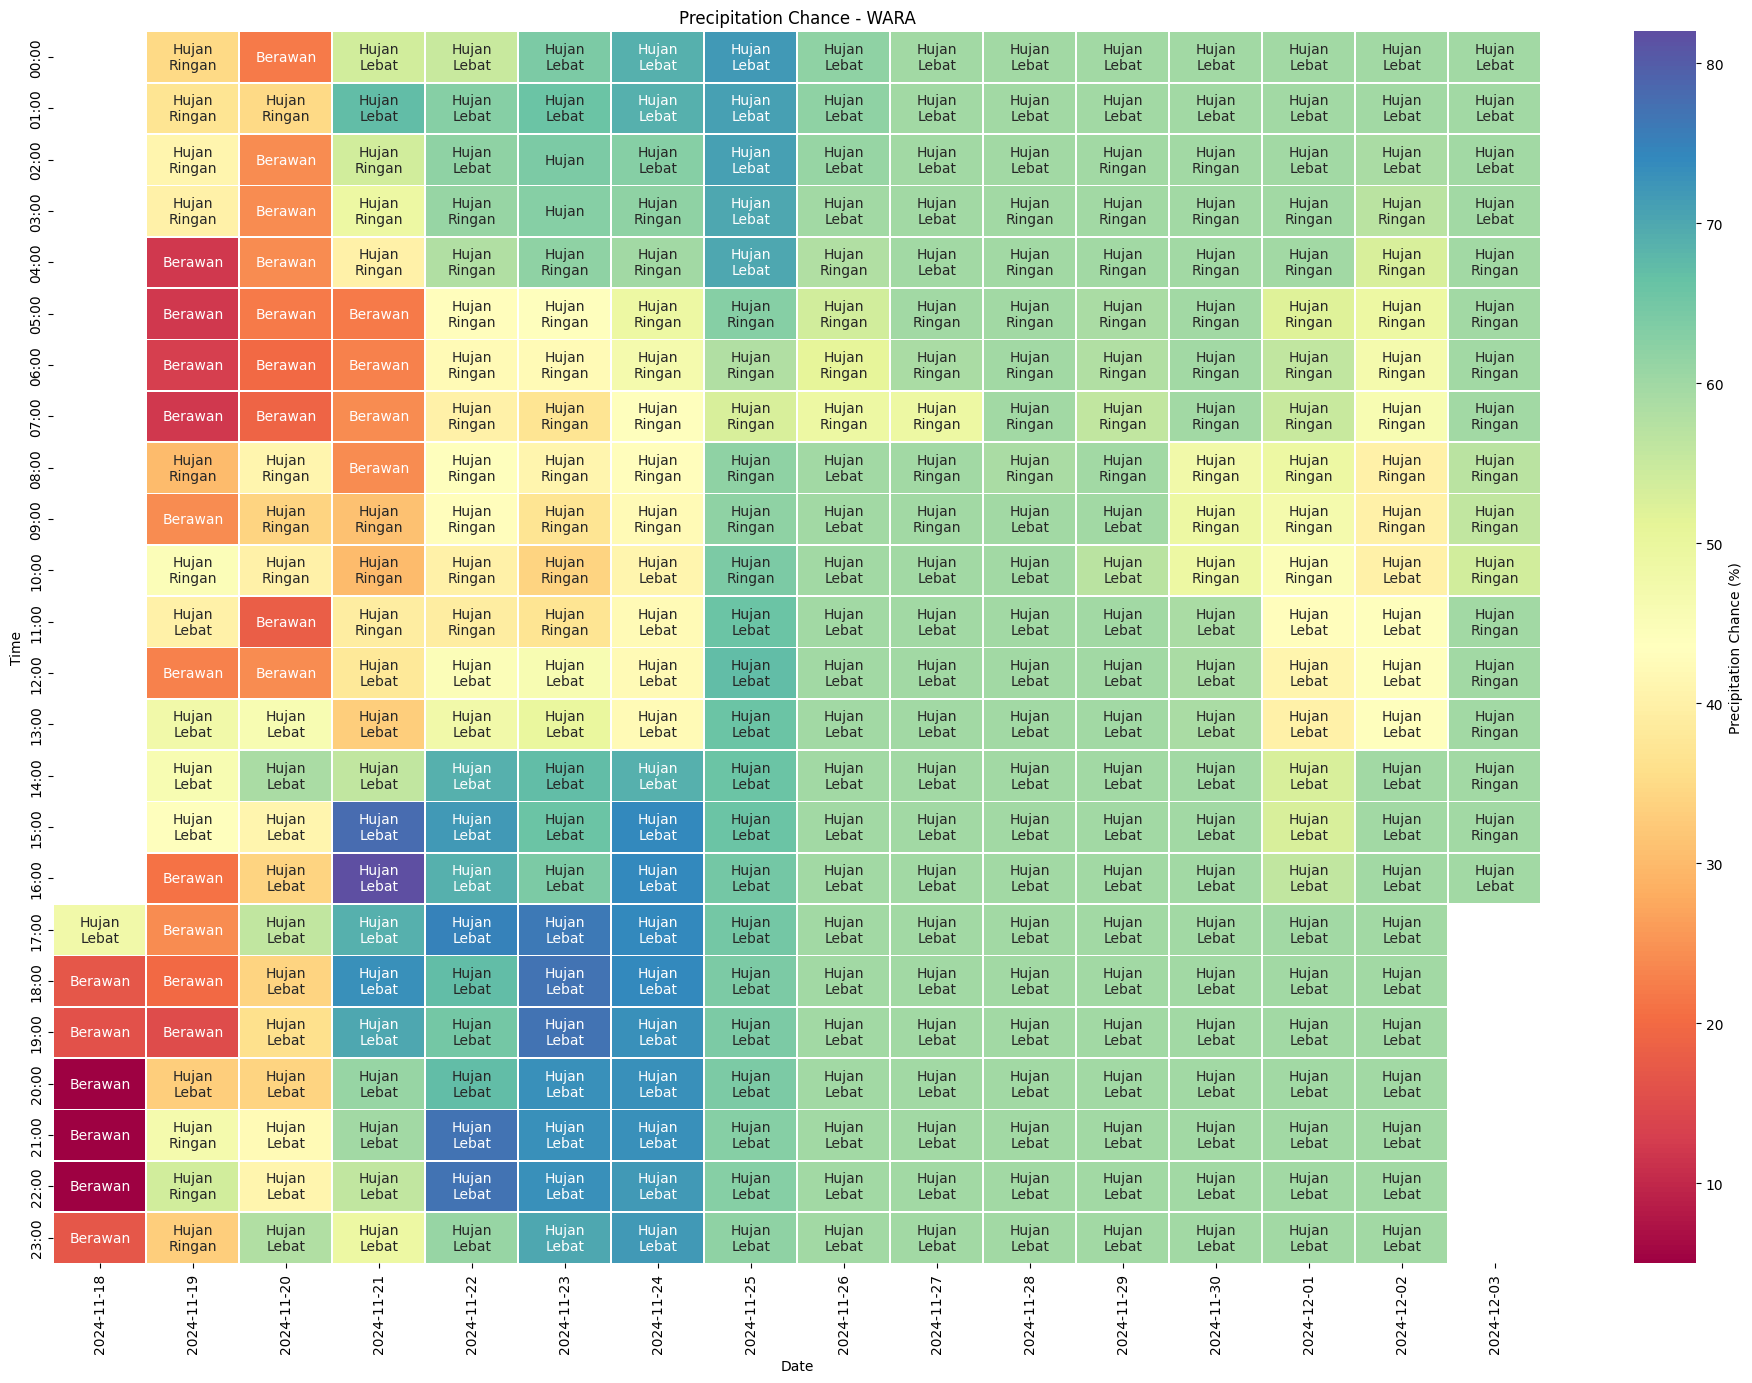 Precipitation Chance - WARA
00:00 Hujan Ringan Berawan Hujan Lebat Hujan Lebat Hujan Lebat Hujan Lebat Hujan Lebat Hujan Lebat Hujan Lebat Hujan Lebat Hujan Lebat Hujan Lebat Hujan Lebat Hujan Lebat Hujan Lebat
01:00 Hujan Ringan Hujan Ringan Hujan Lebat Hujan Lebat Hujan Lebat Hujan Lebat Hujan Lebat Hujan Lebat Hujan Lebat Hujan Lebat Hujan Lebat Hujan Lebat Hujan Lebat Hujan Lebat Hujan Lebat
02:00 Hujan Ringan Berawan Hujan Ringan Hujan Lebat Hujan Hujan Lebat Hujan Lebat Hujan Lebat Hujan Lebat Hujan Lebat Hujan Ringan Hujan Ringan Hujan Lebat Hujan Lebat Hujan Lebat
03:00 Hujan Ringan Berawan Hujan Ringan Hujan Ringan Hujan Hujan Ringan Hujan Lebat Hujan Lebat Hujan Lebat Hujan Ringan Hujan Ringan Hujan Ringan Hujan Ringan Hujan Ringan Hujan Lebat
04:00 Berawan Berawan Hujan Ringan Hujan Ringan Hujan Ringan Hujan Ringan Hujan Lebat Hujan Ringan Hujan Lebat Hujan Ringan Hujan Ringan Hujan Ringan Hujan Ringan Hujan Ringan Hujan Ringan
05:00 Berawan Berawan Berawan Hujan Ringan Hujan Ringan Hujan Ringan Hujan Ringan Hujan Ringan Hujan Ringan Hujan Ringan Hujan Ringan Hujan Ringan Hujan Ringan Hujan Ringan Hujan Ringan
06:00 Berawan Berawan Berawan Hujan Ringan Hujan Ringan Hujan Ringan Hujan Ringan Hujan Ringan Hujan Ringan Hujan Ringan Hujan Ringan Hujan Ringan Hujan Ringan Hujan Ringan Hujan Ringan
07:00 Berawan Berawan Berawan Hujan Ringan Hujan Ringan Hujan Ringan Hujan Ringan Hujan Ringan Hujan Ringan Hujan Ringan Hujan Ringan Hujan Ringan Hujan Ringan Hujan Ringan Hujan Ringan
08:00 Hujan Ringan Hujan Ringan Berawan Hujan Ringan Hujan Ringan Hujan Ringan Hujan Ringan Hujan Lebat Hujan Ringan Hujan Ringan Hujan Ringan Hujan Ringan Hujan Ringan Hujan Ringan Hujan Ringan
09:00 Berawan Hujan Ringan Hujan Ringan Hujan Ringan Hujan Ringan Hujan Ringan Hujan Ringan Hujan Lebat Hujan Ringan Hujan Lebat Hujan Lebat Hujan Ringan Hujan Ringan Hujan Ringan Hujan Ringan
10:00 Hujan Ringan Hujan Ringan Hujan Ringan Hujan Ringan Hujan Ringan Hujan Lebat Hujan Ringan Hujan Lebat Hujan Lebat Hujan Lebat Hujan Lebat Hujan Ringan Hujan Ringan Hujan Lebat Hujan Ringan
11:00 Hujan Lebat Berawan Hujan Ringan Hujan Ringan Hujan Ringan Hujan Lebat Hujan Lebat Hujan Lebat Hujan Lebat Hujan Lebat Hujan Lebat Hujan Lebat Hujan Lebat Hujan Lebat Hujan Ringan
12:00 Berawan Berawan Hujan Lebat Hujan Lebat Hujan Lebat Hujan Lebat Hujan Lebat Hujan Lebat Hujan Lebat Hujan Lebat Hujan Lebat Hujan Lebat Hujan Lebat Hujan Lebat Hujan Ringan
13:00 Hujan Lebat Hujan Lebat Hujan Lebat Hujan Lebat Hujan Lebat Hujan Lebat Hujan Lebat Hujan Lebat Hujan Lebat Hujan Lebat Hujan Lebat Hujan Lebat Hujan Lebat Hujan Lebat Hujan Ringan
14:00 Hujan Lebat Hujan Lebat Hujan Lebat Hujan Lebat Hujan Lebat Hujan Lebat Hujan Lebat Hujan Lebat Hujan Lebat Hujan Lebat Hujan Lebat Hujan Lebat Hujan Lebat Hujan Lebat Hujan Ringan
15:00 Hujan Lebat Hujan Lebat Hujan Lebat Hujan Lebat Hujan Lebat Hujan Lebat Hujan Lebat Hujan Lebat Hujan Lebat Hujan Lebat Hujan Lebat Hujan Lebat Hujan Lebat Hujan Lebat Hujan Ringan
16:00 Berawan Hujan Lebat Hujan Lebat Hujan Lebat Hujan Lebat Hujan Lebat Hujan Lebat Hujan Lebat Hujan Lebat Hujan Lebat Hujan Lebat Hujan Lebat Hujan Lebat Hujan Lebat Hujan Lebat
17:00 Hujan Lebat Berawan Hujan Lebat Hujan Lebat Hujan Lebat Hujan Lebat Hujan Lebat Hujan Lebat Hujan Lebat Hujan Lebat Hujan Lebat Hujan Lebat Hujan Lebat Hujan Lebat Hujan Lebat
18:00 Berawan Berawan Hujan Lebat Hujan Lebat Hujan Lebat Hujan Lebat Hujan Lebat Hujan Lebat Hujan Lebat Hujan Lebat Hujan Lebat Hujan Lebat Hujan Lebat Hujan Lebat Hujan Lebat
19:00 Berawan Berawan Hujan Lebat Hujan Lebat Hujan Lebat Hujan Lebat Hujan Lebat Hujan Lebat Hujan Lebat Hujan Lebat Hujan Lebat Hujan Lebat Hujan Lebat Hujan Lebat Hujan Lebat
20:00 Berawan Hujan Lebat Hujan Lebat Hujan Lebat Hujan Lebat Hujan Lebat Hujan Lebat Hujan Lebat Hujan Lebat Hujan Lebat Hujan Lebat Hujan Lebat Hujan Lebat Hujan Lebat Hujan Lebat
21:00 Berawan Hujan Ringan Hujan Lebat Hujan Lebat Hujan Lebat Hujan Lebat Hujan Lebat Hujan Lebat Hujan Lebat Hujan Lebat Hujan Lebat Hujan Lebat Hujan Lebat Hujan Lebat Hujan Lebat
22:00 Berawan Hujan Ringan Hujan Lebat Hujan Lebat Hujan Lebat Hujan Lebat Hujan Lebat Hujan Lebat Hujan Lebat Hujan Lebat Hujan Lebat Hujan Lebat Hujan Lebat Hujan Lebat Hujan Lebat
23:00 Berawan Hujan Ringan Hujan Lebat Hujan Lebat Hujan Lebat Hujan Lebat Hujan Lebat Hujan Lebat Hujan Lebat Hujan Lebat Hujan Lebat Hujan Lebat Hujan Lebat Hujan Lebat Hujan Lebat
Time
2024-11-18 2024-11-19 2024-11-20 2024-11-21 2024-11-22 2024-11-23 2024-11-24 2024-11-25 2024-11-26 2024-11-27 2024-11-28 2024-11-29 2024-11-30 2024-12-01 2024-12-02 2024-12-03
Date
80
70
60
50
40
30
20
10
Precipitation Chance (%)